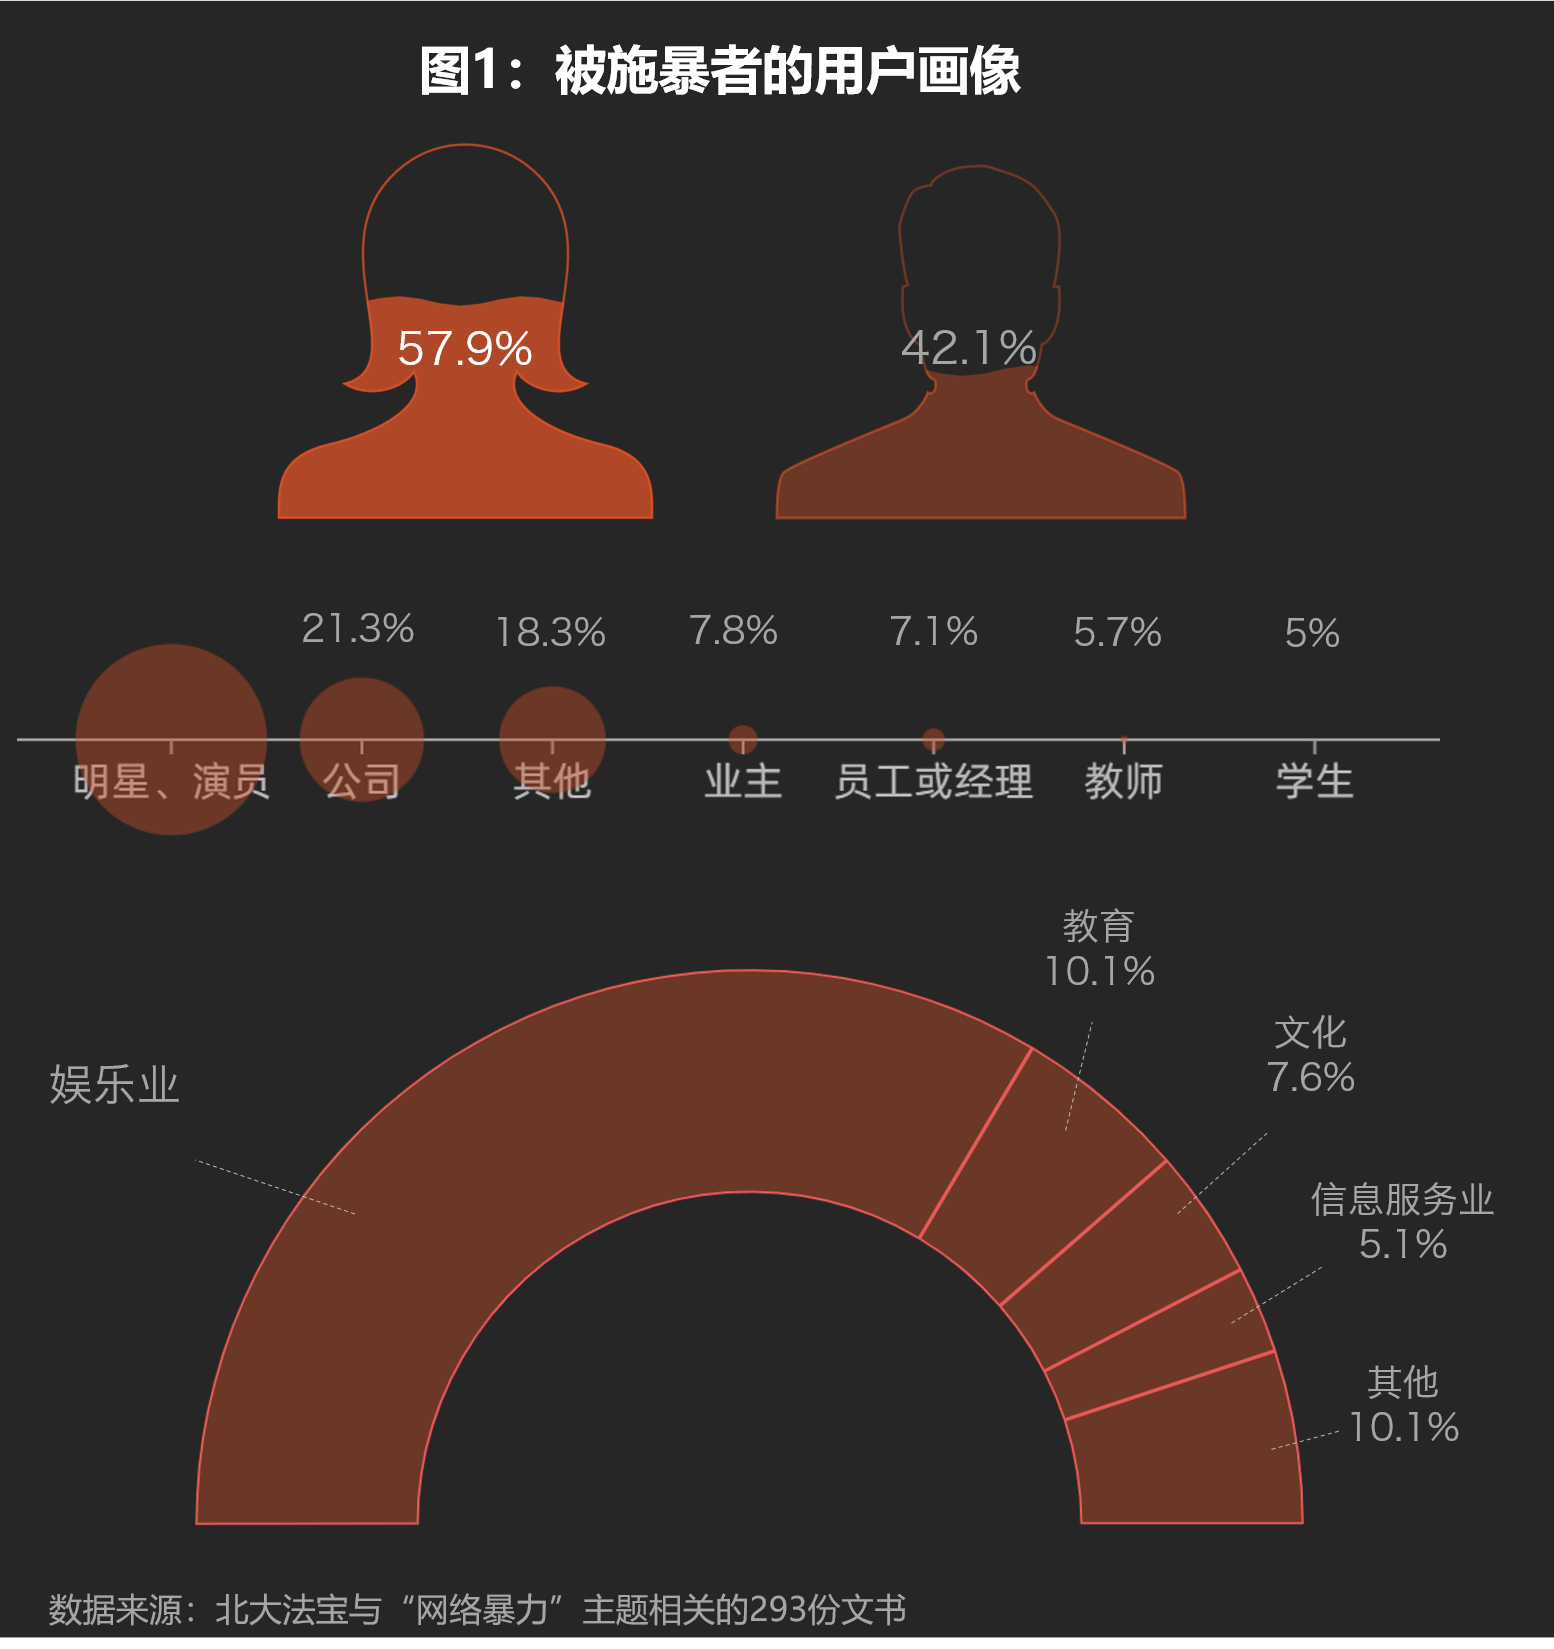 图1：被施暴者的用户画像
57.9%
42.1%
21.3%
18.3%
7.8%
7.1%
5.7%
5%
明星、演员
公司
其他
业主
员工或经理
教师
学生
教育
10.1%
文化
7.6%
娱乐业
信息服务业
5.1%
其他
10.1%
数据来源：北大法宝与“网络暴力”主题相关的293份文书